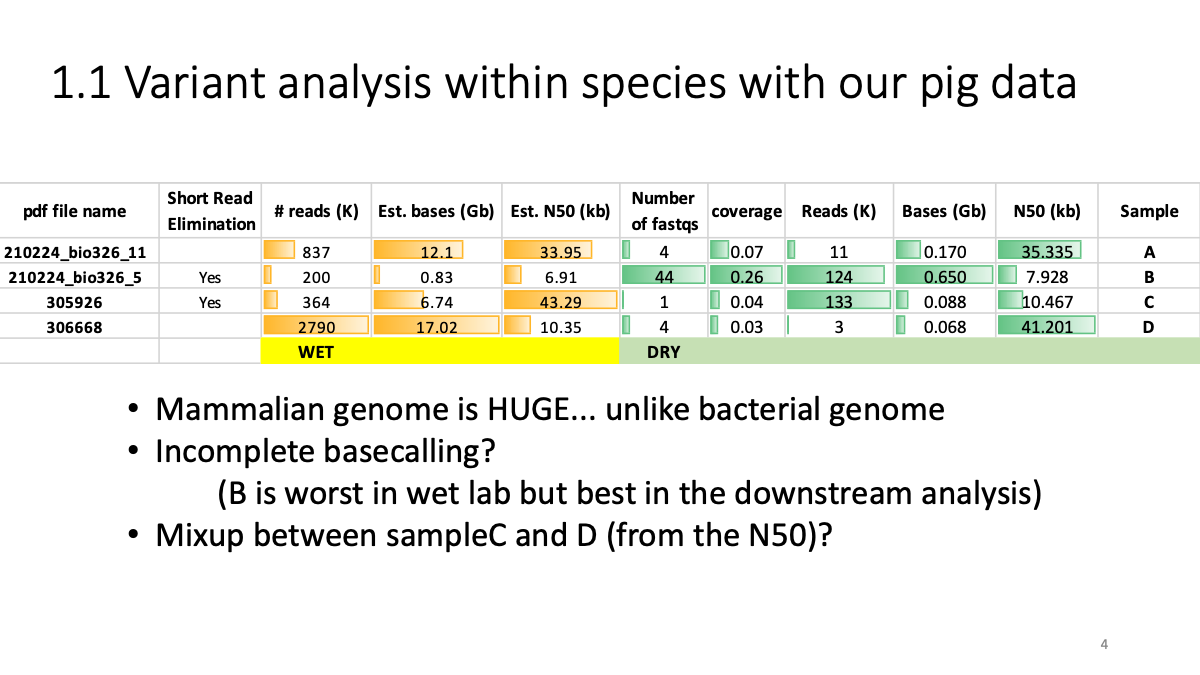 1.1 Variant analysis within species with our pig data
pdf file name Short Read Elimination # reads (K) Est. bases (Gb) Est. N50 (kb) Number of fastqs coverage Reads (K) Bases (Gb) N50 (kb) Sample
210224_bio326_11 837 12.1 33.95 4 0.07 11 0.170 35.335 A
210224_bio326_5 Yes 200 0.83 6.91 44 0.26 124 0.650 7.928 B
305926 Yes 364 6.74 43.29 1 0.04 133 0.088 10.467 C
306668 2790 17.02 10.35 4 0.03 3 0.068 41.201 D
WET DRY
• Mammalian genome is HUGE... unlike bacterial genome
• Incomplete basecalling?
(B is worst in wet lab but best in the downstream analysis)
• Mixup between sampleC and D (from the N50)?
4